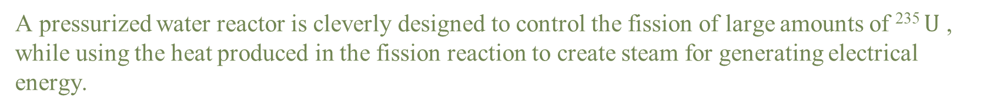 A pressurized water reactor is cleverly designed to control the fission of large amounts of ²³⁵ U ,
while using the heat produced in the fission reaction to create steam for generating electrical
energy.